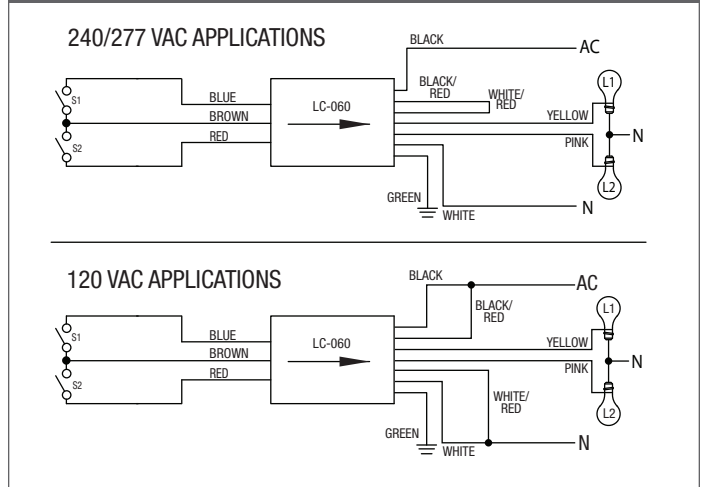 240/277 VAC APPLICATIONS
BLACK
AC
S1
BLUE
LC-060
BLACK/
RED
WHITE/
RED
L1
BROWN
YELLOW
N
S2
RED
PINK
L2
GREEN
WHITE
N
120 VAC APPLICATIONS
BLACK
AC
S1
BLUE
LC-060
BLACK/
RED
L1
YELLOW
BROWN
N
S2
RED
PINK
WHITE/
RED
L2
GREEN
WHITE
N